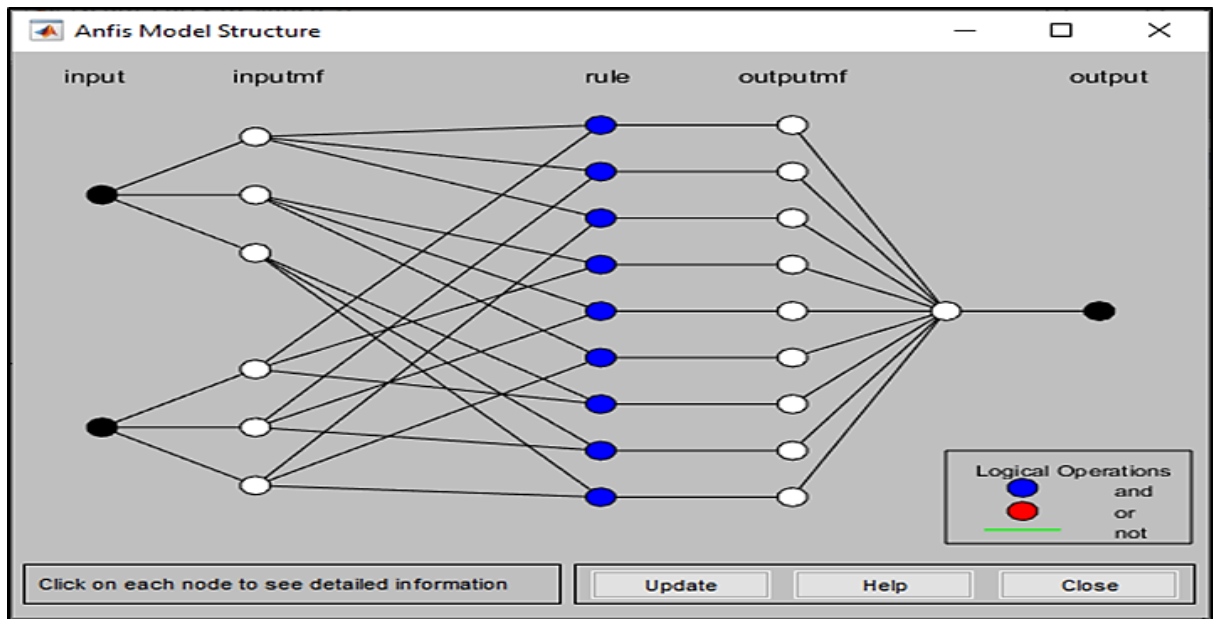 Anfis Model Structure
input inputmf rule outputmf output
Logical Operations
and
or
not
Click on each node to see detailed information
Update Help Close